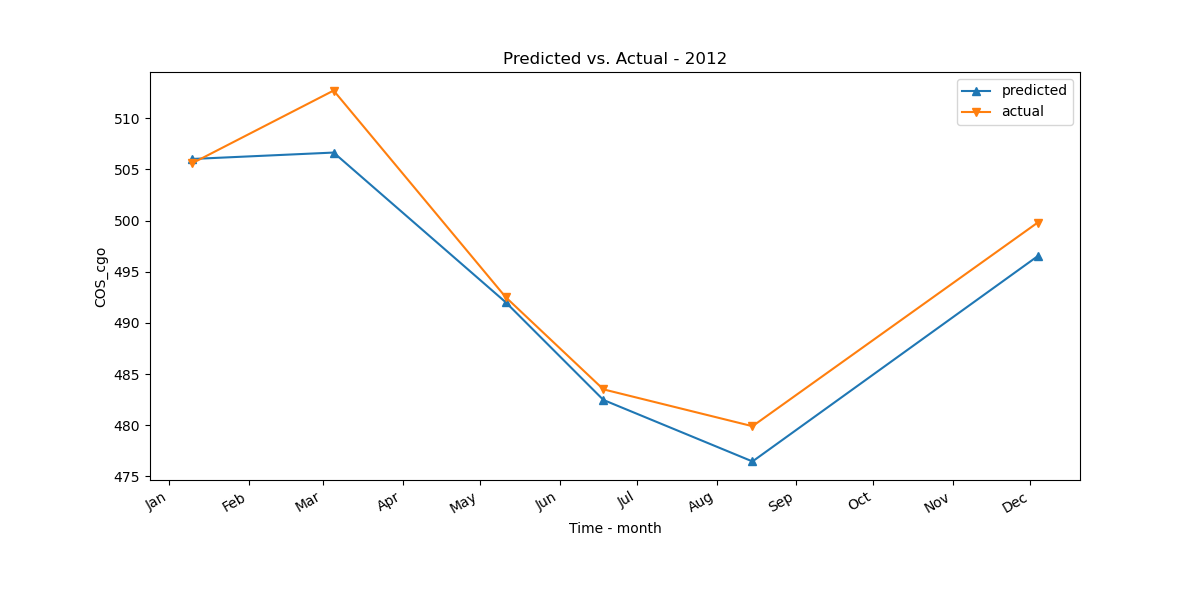 Predicted vs. Actual - 2012
predicted
actual
COS_cgo
510
505
500
495
490
485
480
475
Jan Feb Mar Apr May Jun Jul Aug Sep Oct Nov Dec
Time - month